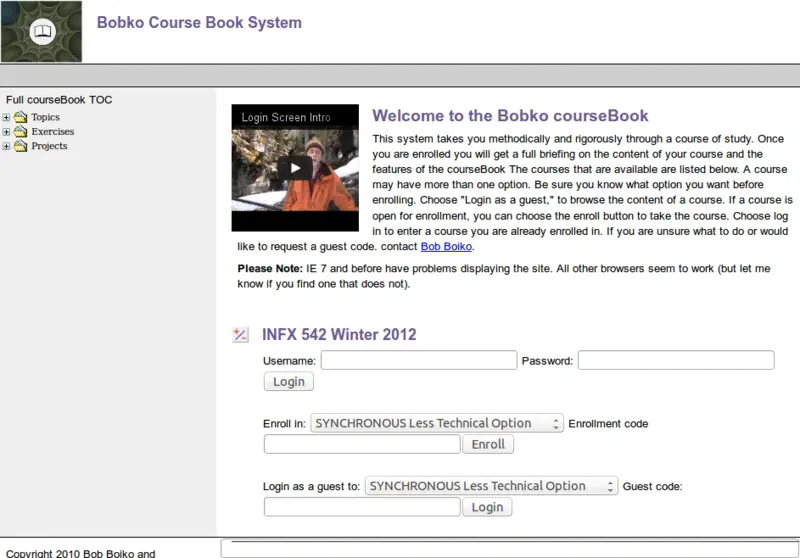 Bobko Course Book System
Full courseBook TOC
Topics
Exercises
Projects
Login Screen Intro
Welcome to the Bobko courseBook
This system takes you methodically and rigorously through a course of study. Once
you are enrolled you will get a full briefing on the content of your course and the
features of the courseBook The courses that are available are listed below. A course
may have more than one option. Be sure you know what option you want before
enrolling. Choose "Login as a guest," to browse the content of a course. If a course is
open for enrollment, you can choose the enroll button to take the course. Choose log
in to enter a course you are already enrolled in. If you are unsure what to do or would
like to request a guest code. contact Bob Boiko.
Please Note: IE 7 and before have problems displaying the site. All other browsers seem to work (but let me
know if you find one that does not).
INFX 542 Winter 2012
Username: Password:
Login
Enroll in: SYNCHRONOUS Less Technical Option Enrollment code
Enroll
Login as a guest to: SYNCHRONOUS Less Technical Option Guest code:
Login
Copyright 2010 Bob Boiko and